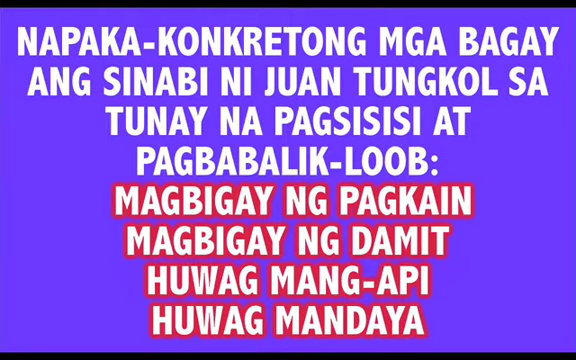 NAPAKA-KONKRETONG MGA BAGAY
ANG SINABI NI JUAN TUNGKOL SA
TUNAY NA PAGSISISI AT
PAGBABALIK-LOOB:
MAGBIGAY NG PAGKAIN
MAGBIGAY NG DAMIT
HUWAG MANG-API
HUWAG MANDAYA